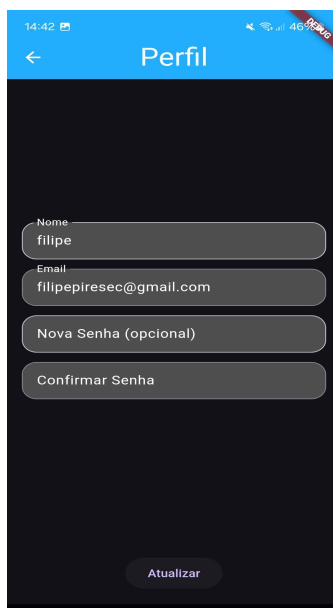 14:42
46%
DEBUG
Perfil
Nome
filipe
Email
filipepiresec@gmail.com
Nova Senha (opcional)
Confirmar Senha
Atualizar